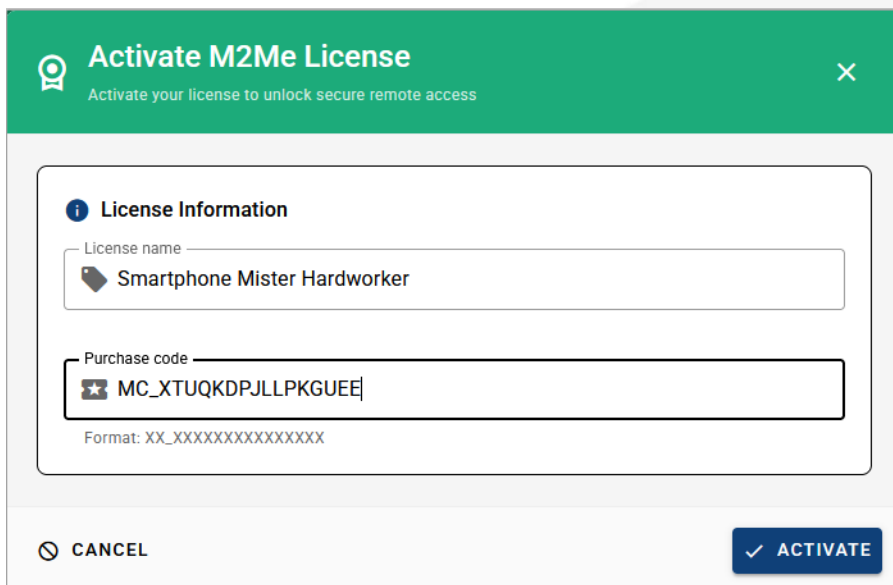 Activate M2Me License
Activate your license to unlock secure remote access
License Information
License name
Smartphone Mister Hardworker
Purchase code
MC_XTUQKDPJLLPKGUEE
Format: XX_XXXXXXXXXXXXXXX
CANCEL
ACTIVATE